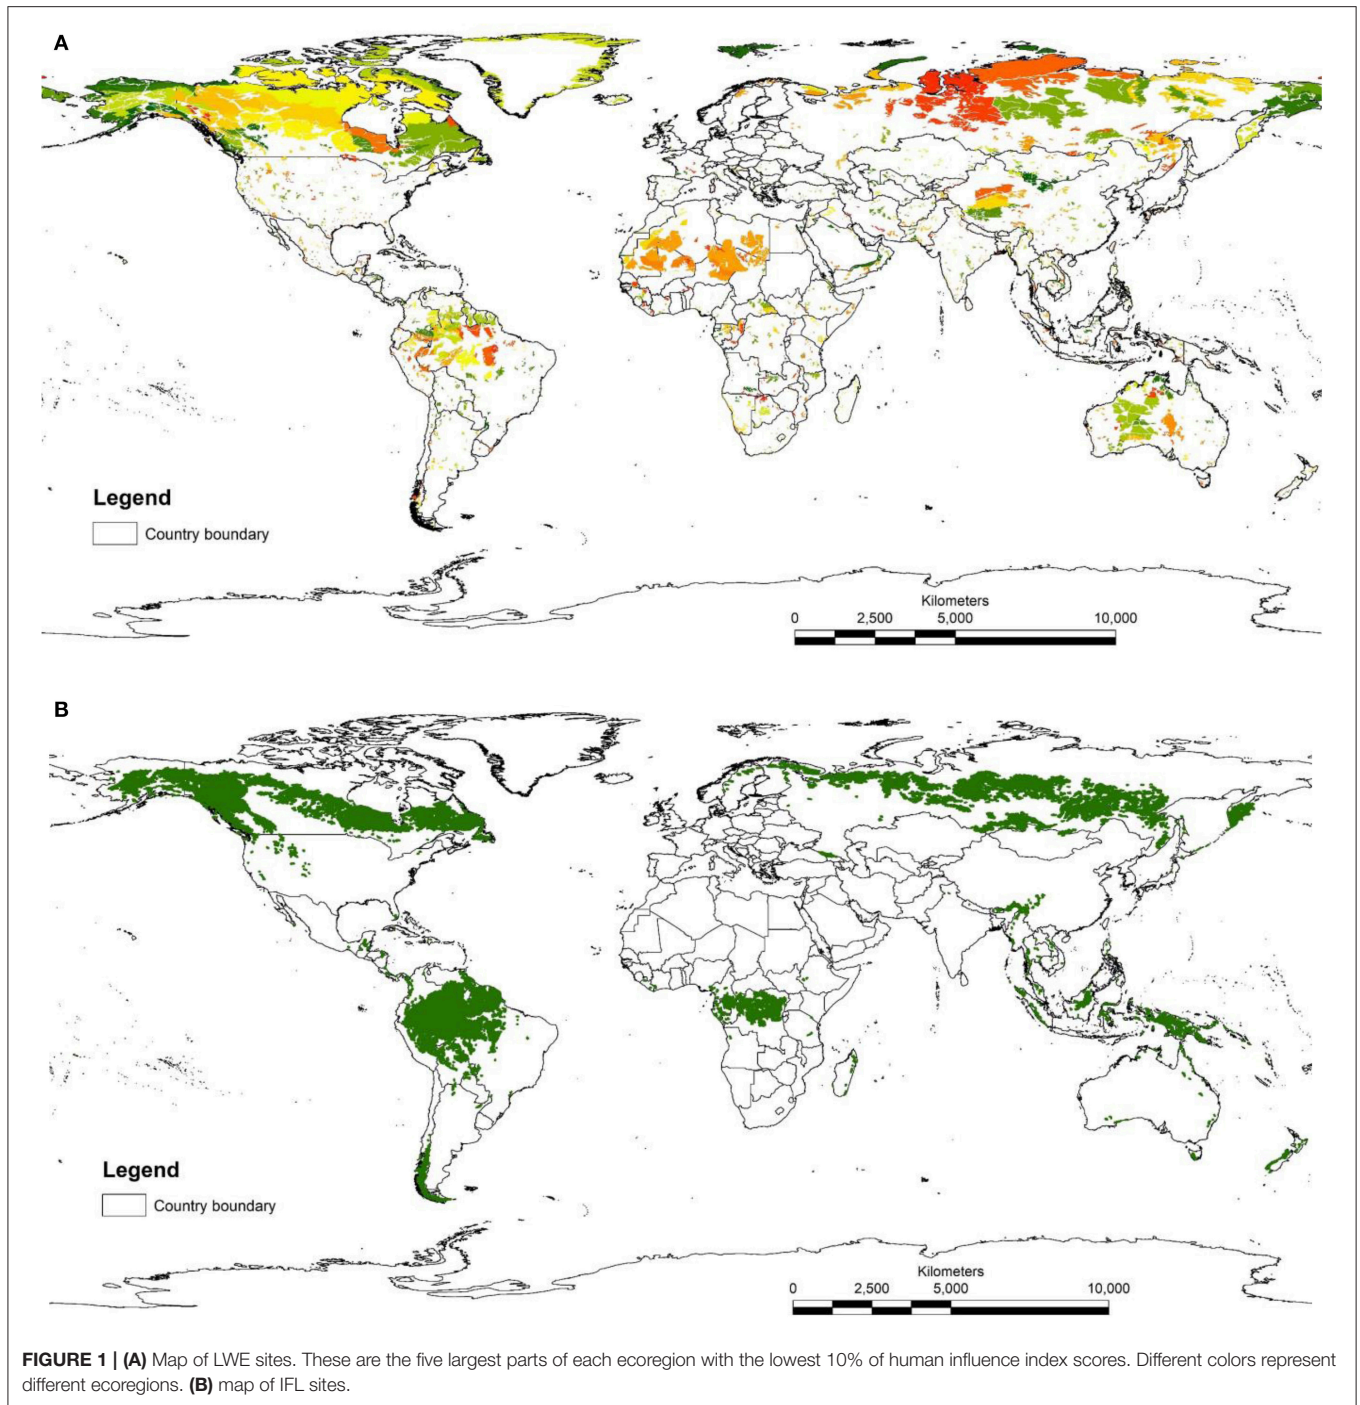 A
Legend
Country boundary
Kilometers
0 2,500 5,000 10,000
B
Legend
Country boundary
Kilometers
0 2,500 5,000 10,000
FIGURE 1 | (A) Map of LWE sites. These are the five largest parts of each ecoregion with the lowest 10% of human influence index scores. Different colors represent
different ecoregions. (B) map of IFL sites.